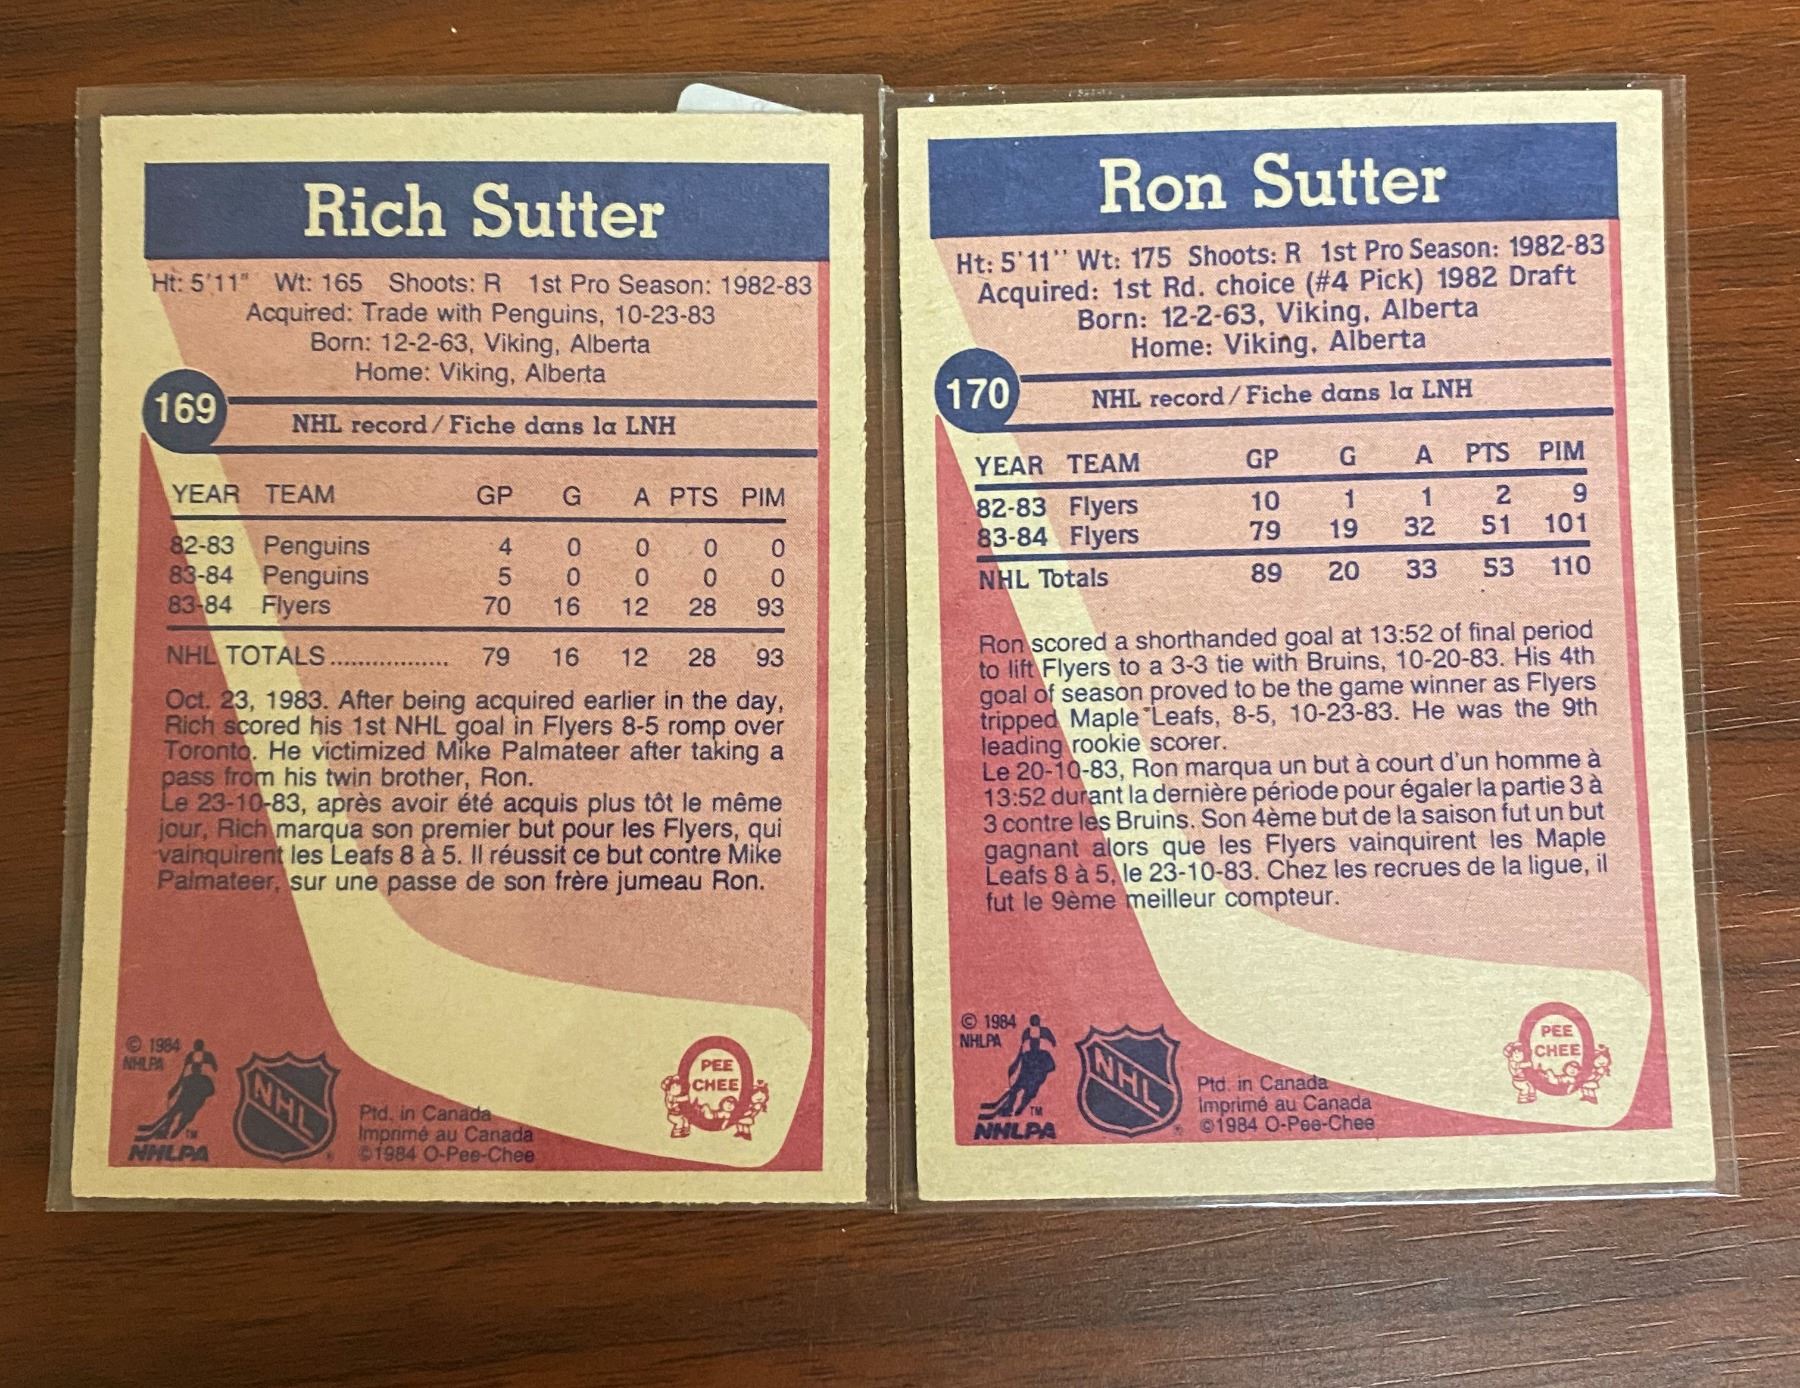 Rich Sutter
Ht: 5'11" Wt: 165 Shoots: R 1st Pro Season: 1982-83
Acquired: Trade with Penguins, 10-23-83
Born: 12-2-63, Viking, Alberta
Home: Viking, Alberta
169
NHL record/Fiche dans la LNH
YEAR TEAM GP G A PTS PIM
82-83 Penguins 4 0 0 0 0
83-84 Penguins 5 0 0 0 0
83-84 Flyers 70 16 12 28 93
NHL TOTALS................. 79 16 12 28 93
Oct. 23, 1983. After being acquired earlier in the day,
Rich scored his 1st NHL goal in Flyers 8-5 romp over
Toronto. He victimized Mike Palmateer after taking a
pass from his twin brother, Ron.
Le 23-10-83, après avoir été acquis plus tôt le même
jour, Rich marqua son premier but pour les Flyers, qui
vainquirent les Leafs 8 à 5. Il réussit ce but contre Mike
Palmateer, sur une passe de son frère jumeau Ron.
© 1984
NHLPA
TM
NHLPA
NHL
®
Ptd. in Canada
Imprimé au Canada
©1984 O-Pee-Chee
PEE
CHEE
Ron Sutter
Ht: 5'11'' Wt: 175 Shoots: R 1st Pro Season: 1982-83
Acquired: 1st Rd. choice (#4 Pick) 1982 Draft
Born: 12-2-63, Viking, Alberta
Home: Viking, Alberta
170
NHL record/Fiche dans la LNH
YEAR TEAM GP G A PTS PIM
82-83 Flyers 10 1 1 2 9
83-84 Flyers 79 19 32 51 101
NHL Totals 89 20 33 53 110
Ron scored a shorthanded goal at 13:52 of final period
to lift Flyers to a 3-3 tie with Bruins, 10-20-83. His 4th
goal of season proved to be the game winner as Flyers
tripped Maple Leafs, 8-5, 10-23-83. He was the 9th
leading rookie scorer.
Le 20-10-83, Ron marqua un but à court d'un homme à
13:52 durant la dernière période pour égaler la partie 3 à
3 contre les Bruins. Son 4ème but de la saison fut un but
gagnant alors que les Flyers vainquirent les Maple
Leafs 8 à 5, le 23-10-83. Chez les recrues de la ligue, il
fut le 9ème meilleur compteur.
© 1984
NHLPA
TM
NHLPA
NHL
®
Ptd. in Canada
Imprimé au Canada
©1984 O-Pee-Chee
PEE
CHEE